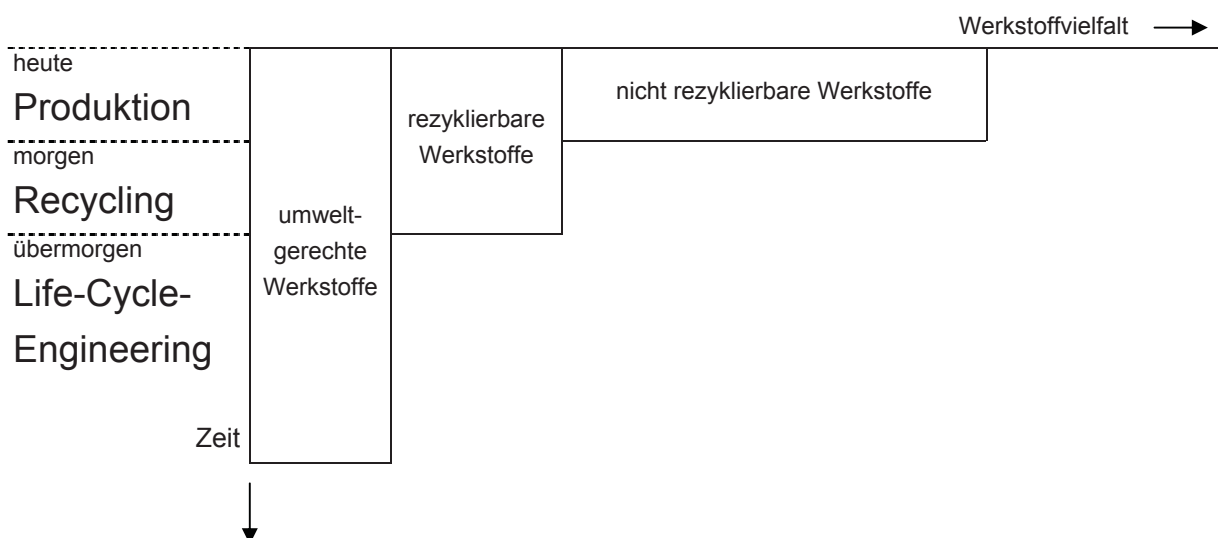 Werkstoffvielfalt
heute
Produktion
morgen
Recycling
übermorgen
Life-Cycle-
Engineering
Zeit
umwelt-
gerechte
Werkstoffe
rezyklierbare
Werkstoffe
nicht rezyklierbare Werkstoffe